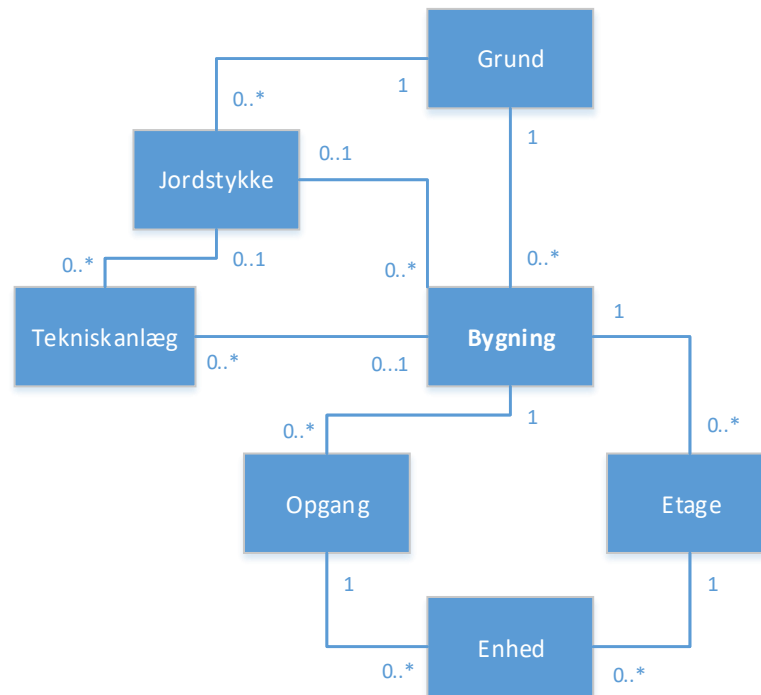 Grund
0..*
1
1
0..1
Jordstykke
0..*
0..1
0..*
0..*
Tekniskanlæg
Bygning
1
0..*
0...1
0..*
1
0..*
Opgang
Etage
1
1
Enhed
0..*
0..*